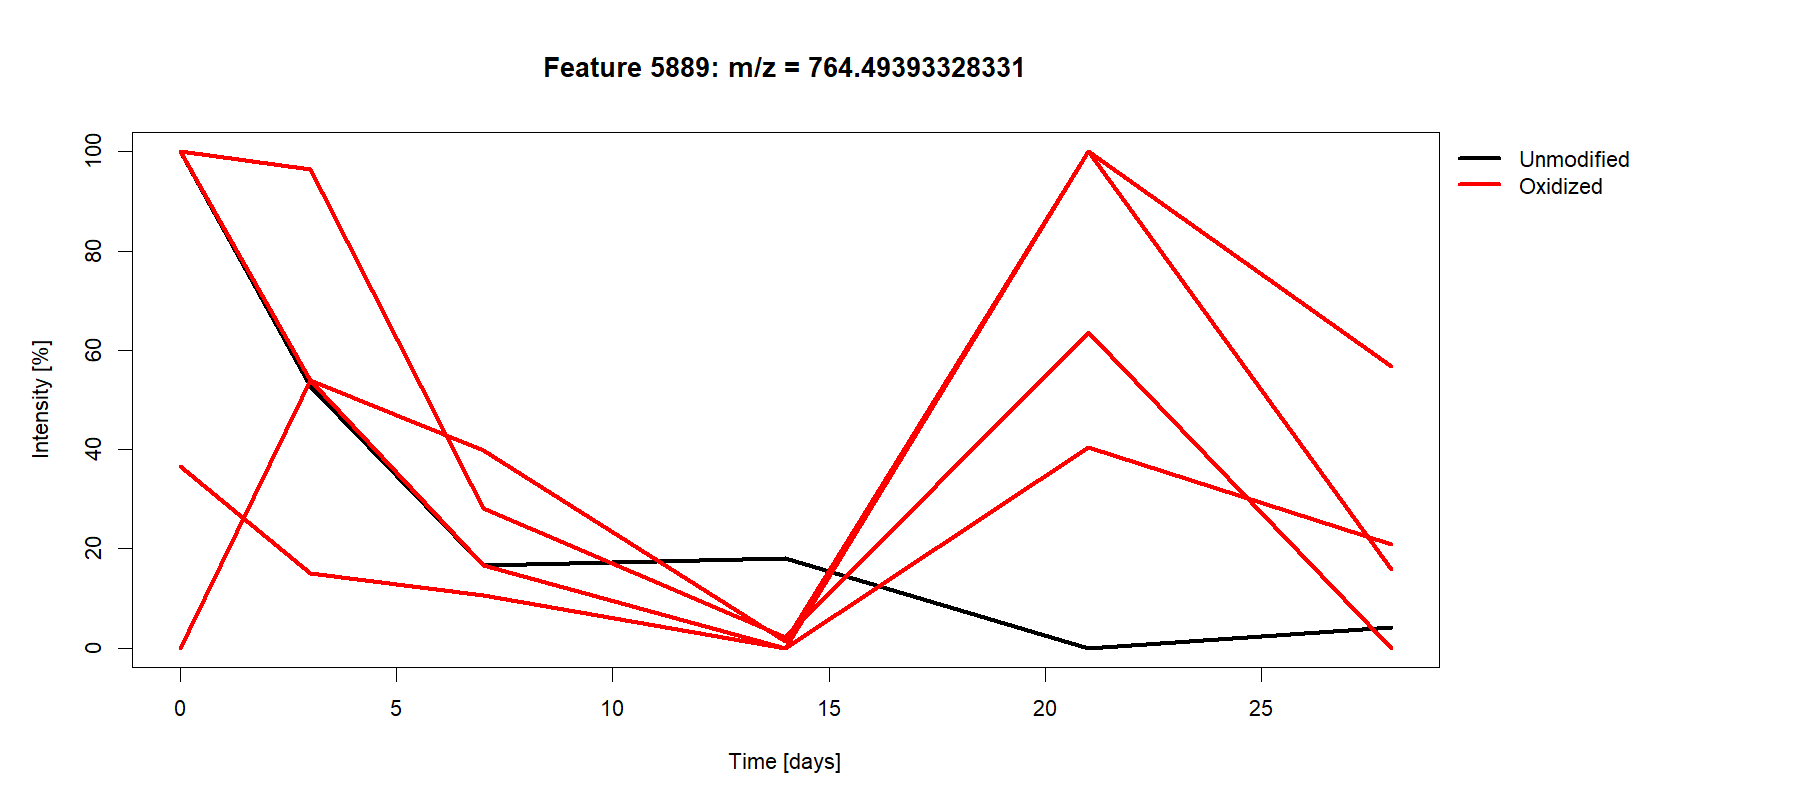 Feature 5889: m/z = 764.49393328331
Unmodified
Oxidized
Intensity [%]
100
80
60
40
20
0
0 5 10 15 20 25
Time [days]